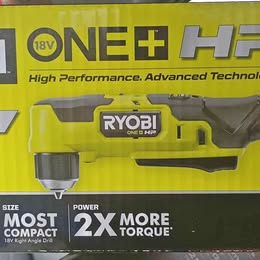 18V ONE+ HP
High Performance. Advanced Technolo
RYOBI
ONE+ HP
SIZE
MOST
COMPACT
18V Right Angle Drill
POWER
2X MORE
TORQUE*